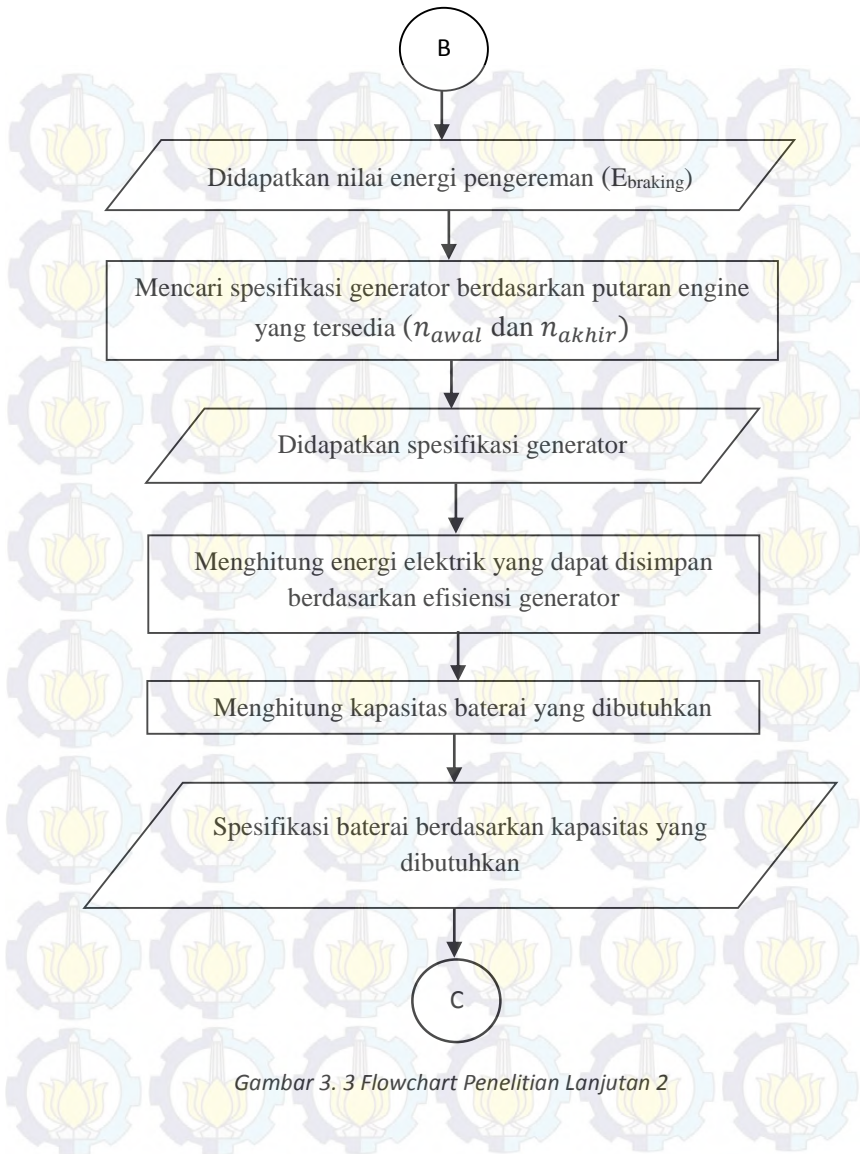 B
Didapatkan nilai energi pengereman (Ebraking)
Mencari spesifikasi generator berdasarkan putaran engine
yang tersedia (nawal dan nakhir)
Didapatkan spesifikasi generator
Menghitung energi elektrik yang dapat disimpan
berdasarkan efisiensi generator
Menghitung kapasitas baterai yang dibutuhkan
Spesifikasi baterai berdasarkan kapasitas yang
dibutuhkan
C
Gambar 3. 3 Flowchart Penelitian Lanjutan 2